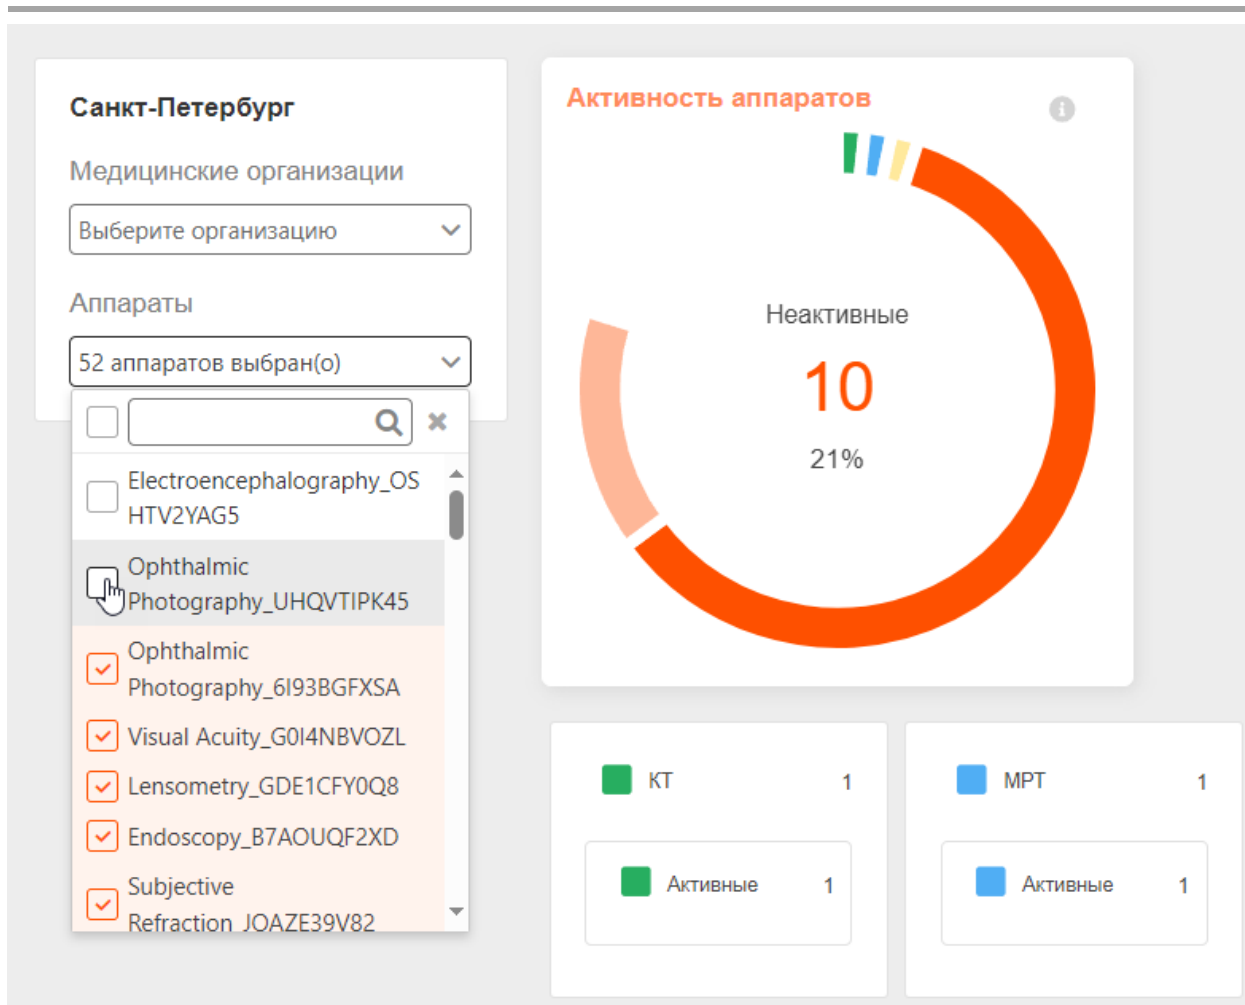 Санкт-Петербург
Медицинские организации
Выберите организацию
Аппараты
52 аппаратов выбран(о)
Electroencephalography_OS
HTV2YAG5
Ophthalmic
Photography_UHQVTIPK45
Ophthalmic
Photography_6I93BGFXSA
Visual Acuity_G0I4NBVOZL
Lensometry_GDE1CFY0Q8
Endoscopy_B7AOUQF2XD
Subjective
Refraction_JOAZE39V82
Активность аппаратов
Неактивные
10
21%
КТ 1
Активные 1
МРТ 1
Активные 1